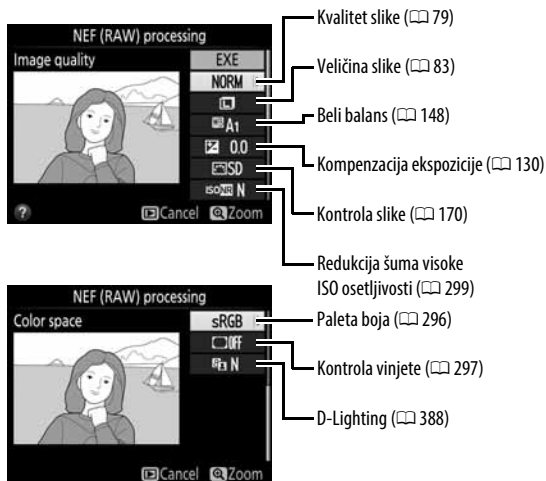 NEF (RAW) processing
Image quality
EXE
NORM
L
A1
0.0
SD
ISO NR N
? Cancel Zoom
Kvalitet slike (79)
Veličina slike (83)
Beli balans (148)
Kompenzacija ekspozicije (130)
Kontrola slike (170)
Redukcija šuma visoke
ISO osetljivosti (299)
NEF (RAW) processing
Color space
sRGB
OFF
N
Cancel Zoom
Paleta boja (296)
Kontrola vinjete (297)
D-Lighting (388)